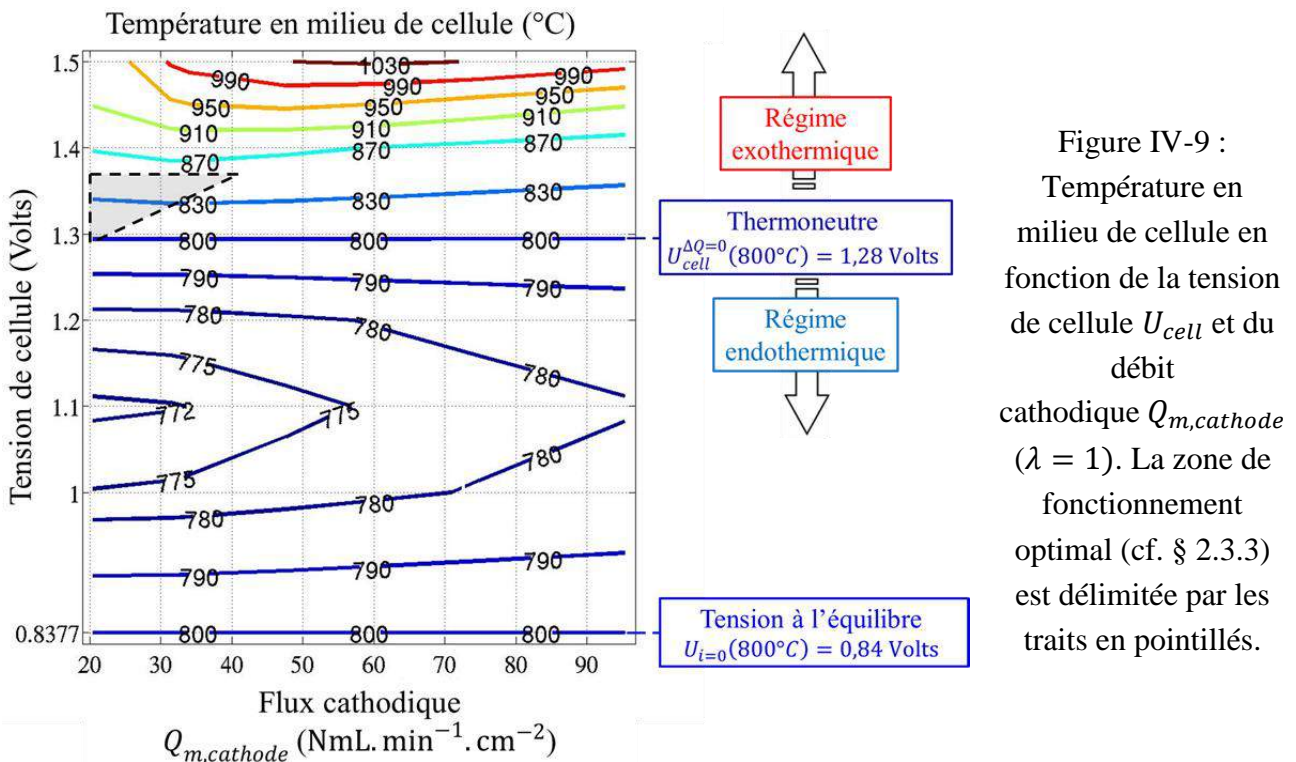 Température en milieu de cellule (°C)
Tension de cellule (Volts)
1.5
1.4
1.3
1.2
1.1
1
0.8377
1030
990 990 990
950 950 950
910 910 910
870 870 870
830 830 830
800 800 800
790 790 790
780 780
775 780
772 775
775 780
780 780
790 790 790
800 800 800
20 30 40 50 60 70 80 90
Flux cathodique
Q_{m,cathode} (NmL.min⁻¹.cm⁻²)
Régime
exothermique
Thermoneutre
U_{cell}^{ΔQ=0}(800°C) = 1,28 Volts
Régime
endothermique
Tension à l'équilibre
U_{i=0}(800°C) = 0,84 Volts
Figure IV-9 :
Température en
milieu de cellule en
fonction de la tension
de cellule U_{cell} et du
débit
cathodique Q_{m,cathode}
(λ = 1). La zone de
fonctionnement
optimal (cf. § 2.3.3)
est délimitée par les
traits en pointillés.